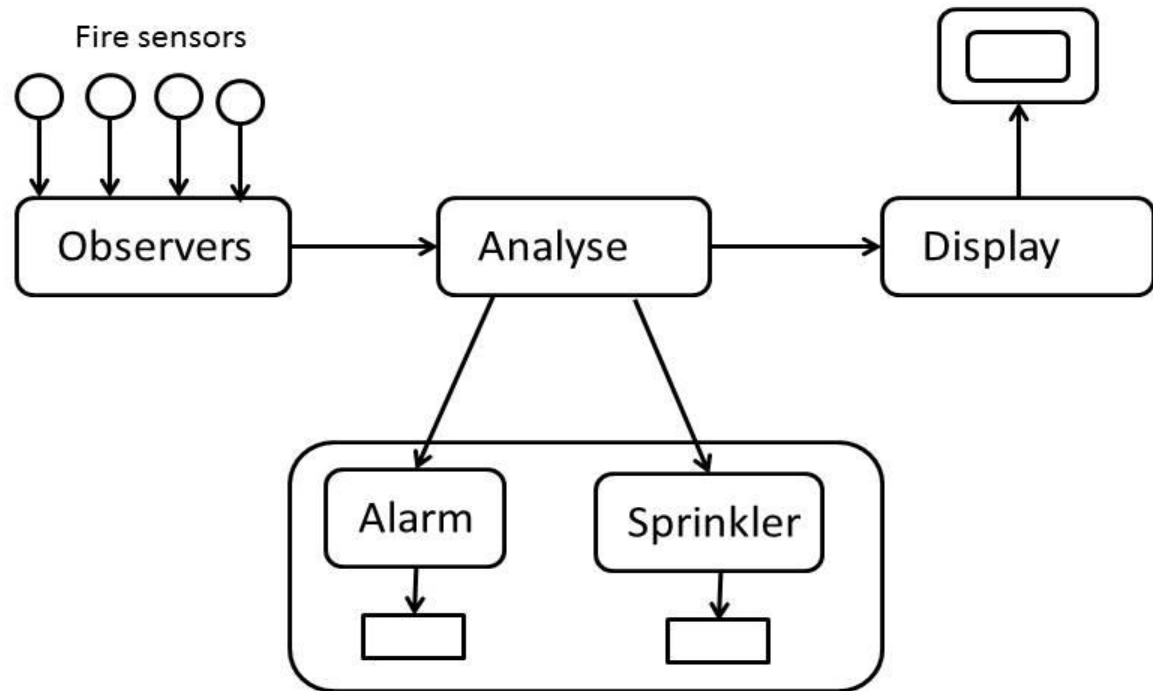 Fire sensors
Observers
Analyse
Display
Alarm
Sprinkler